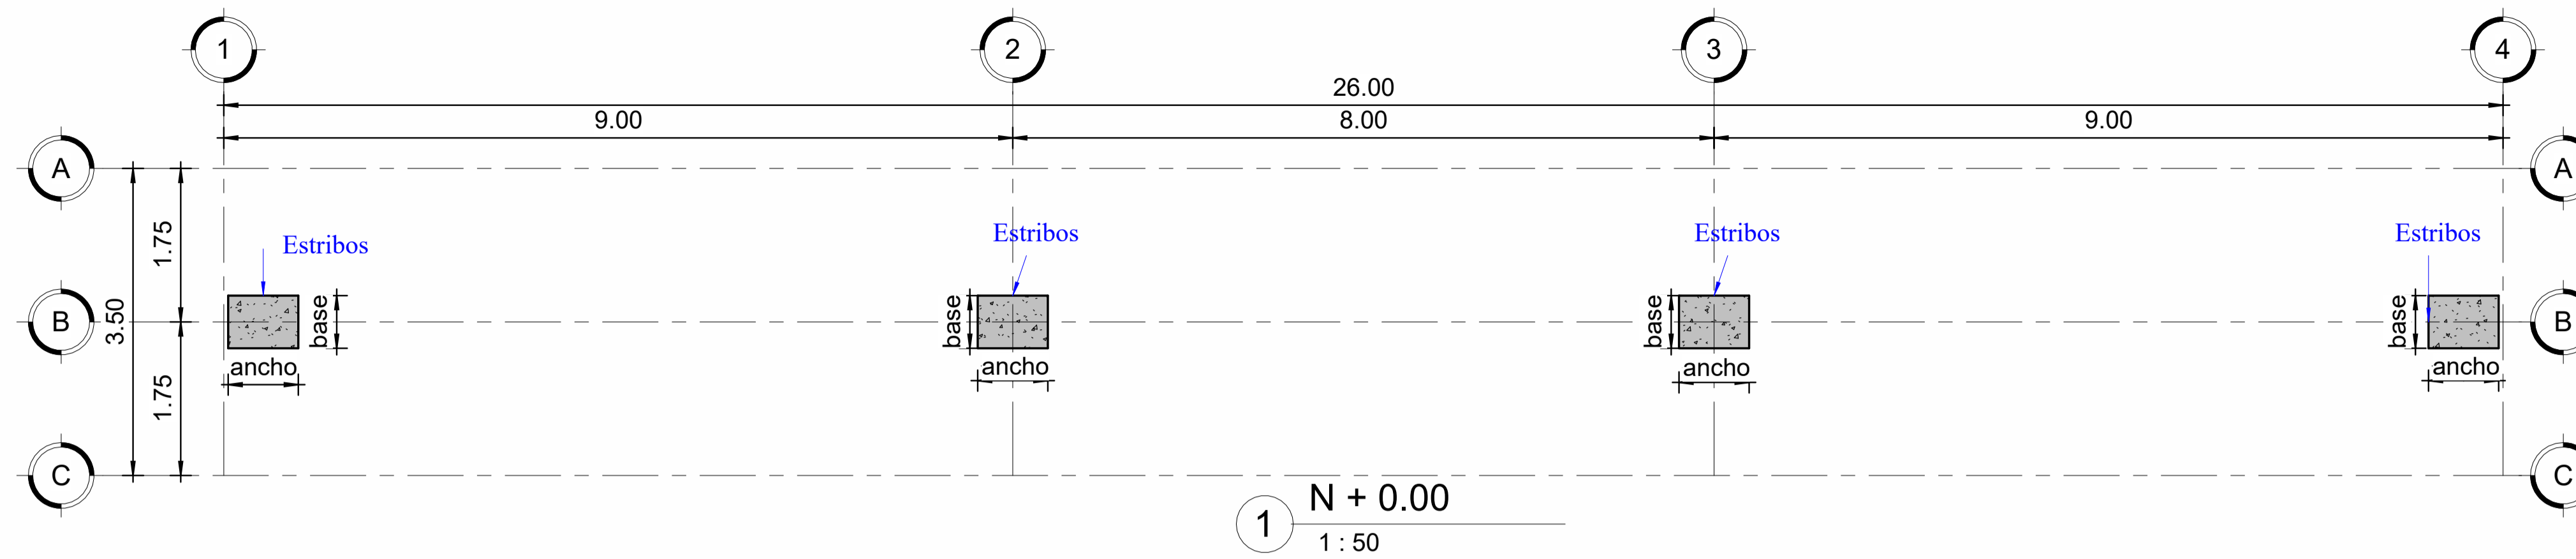 1 2 3 4
26.00
9.00 8.00 9.00
A A
1.75
Estribos Estribos Estribos Estribos
3.50
B base base base base B
ancho ancho ancho ancho
1.75
C C
1 N + 0.00
1 : 50